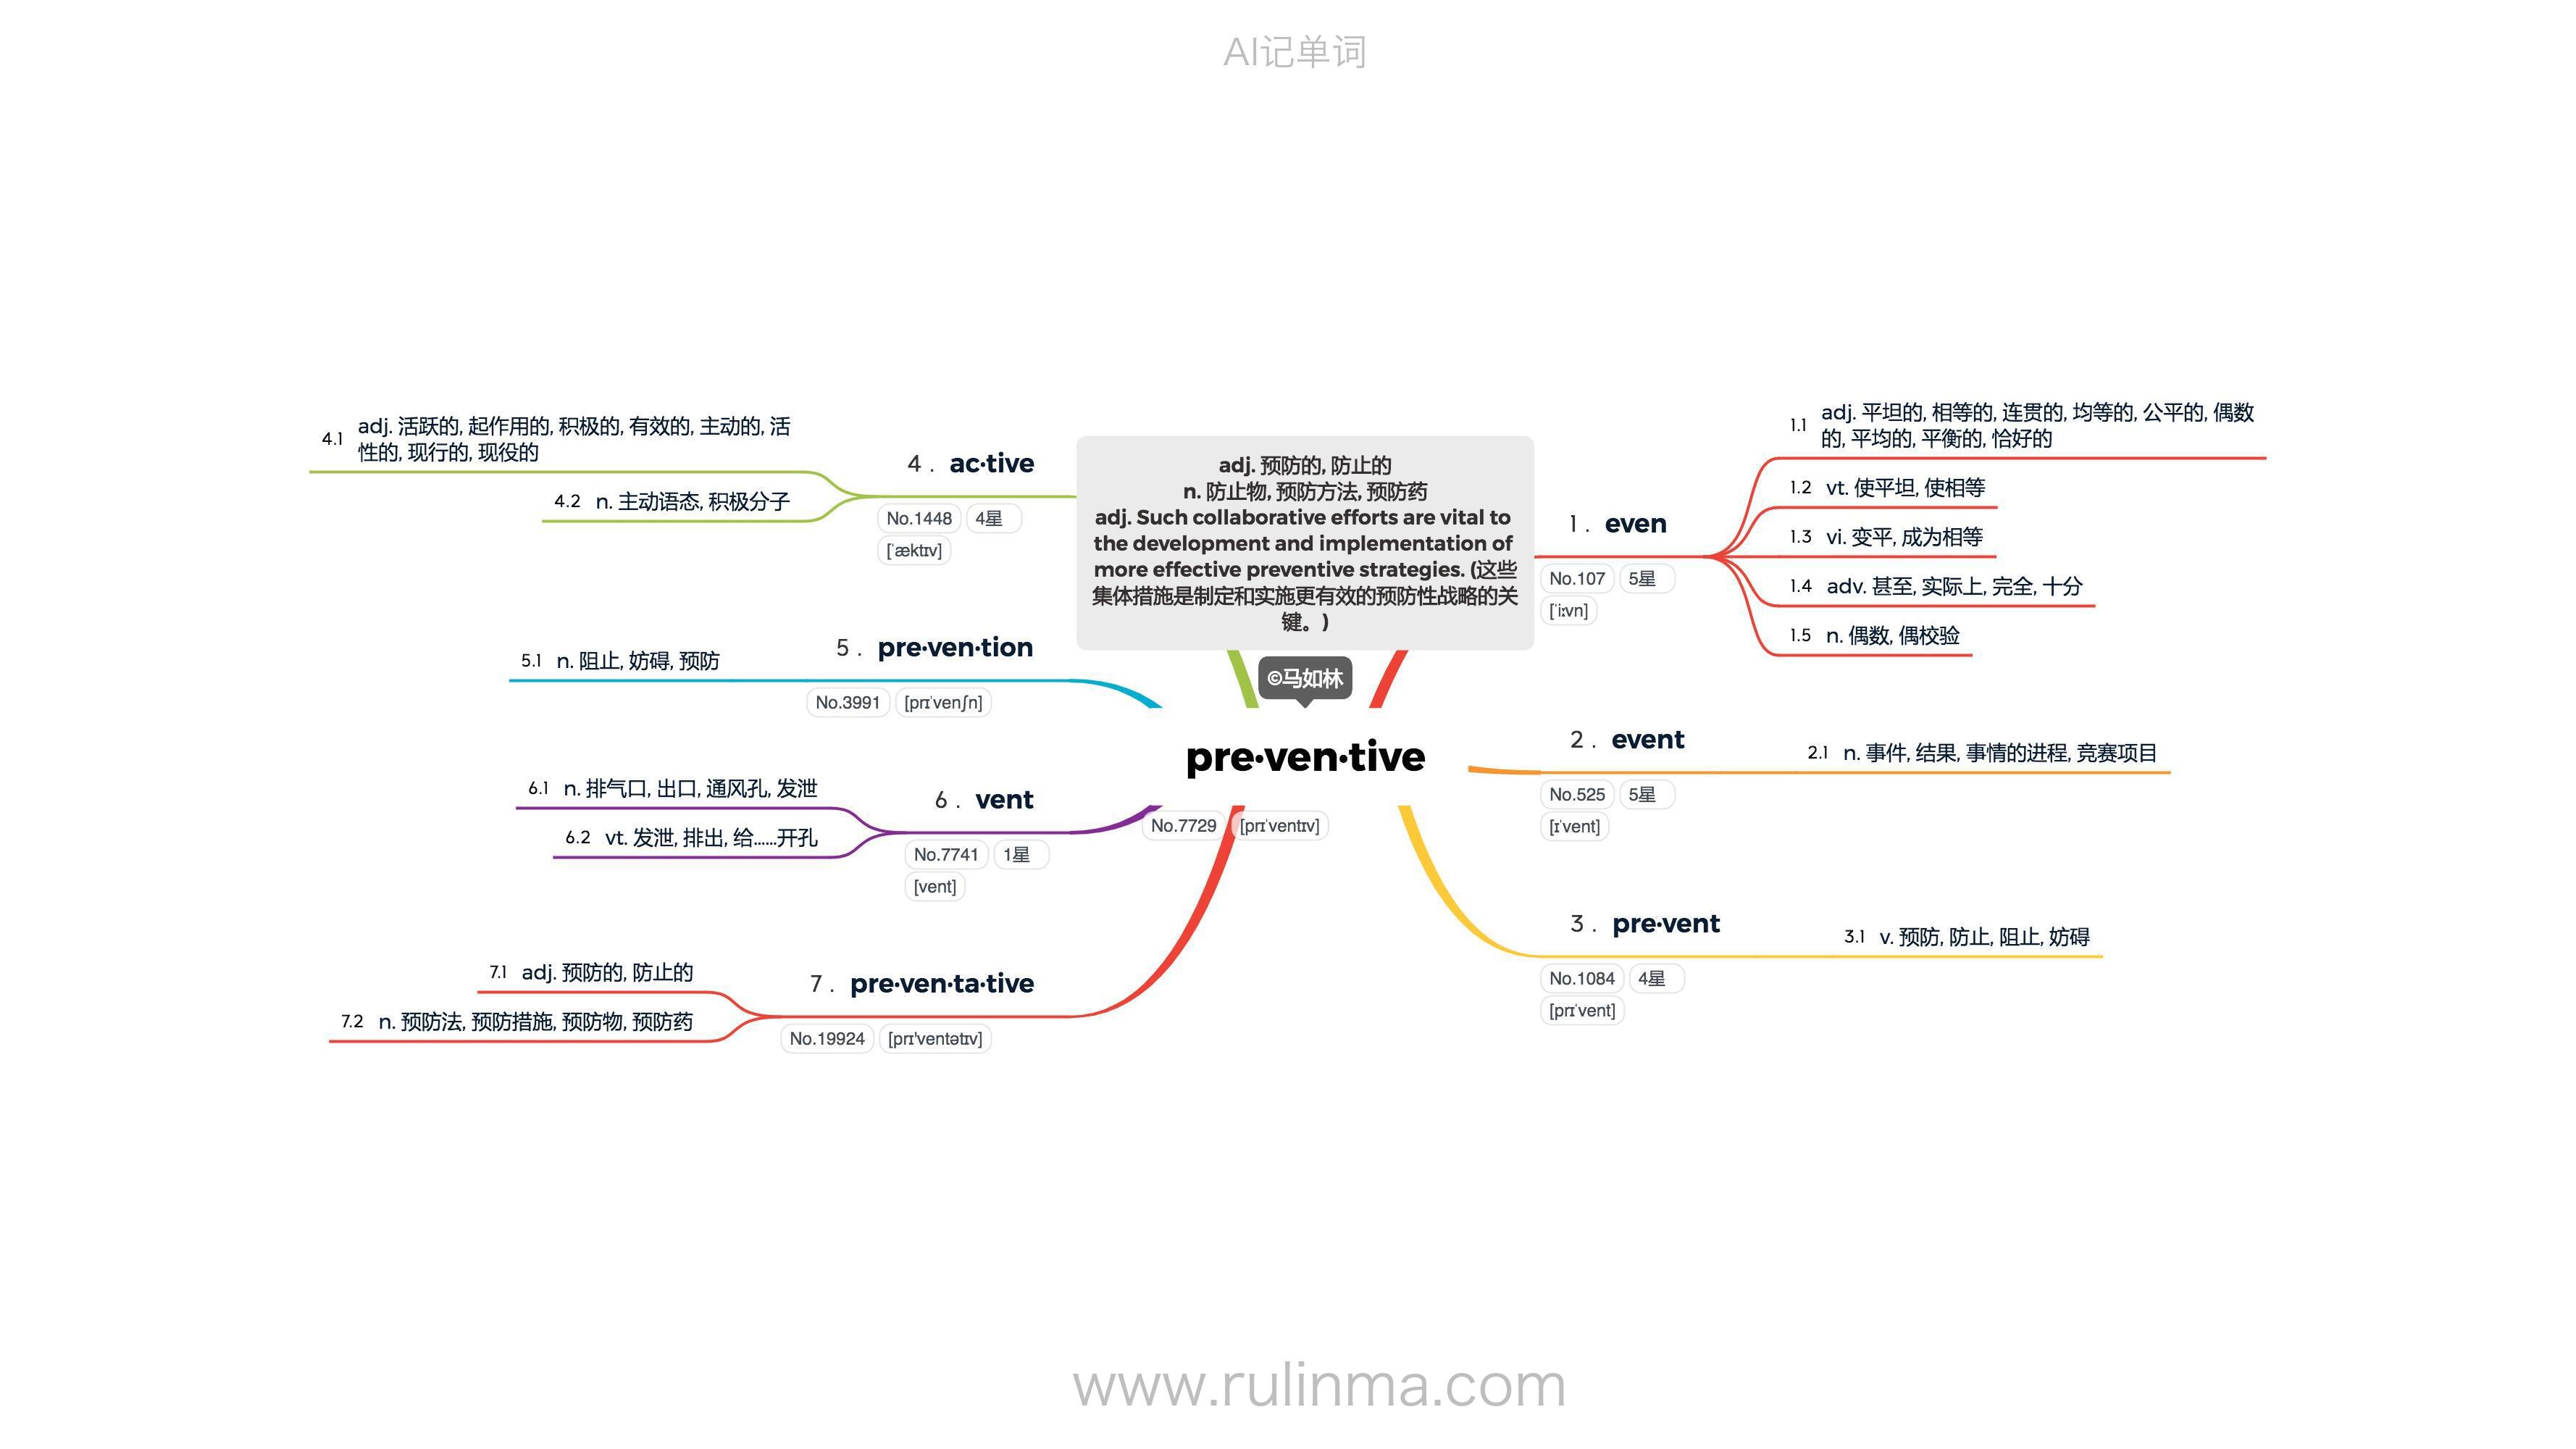 AI记单词
adj. 预防的, 防止的
n. 防止物, 预防方法, 预防药
adj. Such collaborative efforts are vital to
the development and implementation of
more effective preventive strategies. (这些
集体措施是制定和实施更有效的预防性战略的关
键。)
©马如林
pre·ven·tive
No.7729 [prɪˈventɪv]
1 . even
No.107 5星
[ˈiːvn]
1.1 adj. 平坦的, 相等的, 连贯的, 均等的, 公平的, 偶数
的, 平均的, 平衡的, 恰好的
1.2 vt. 使平坦, 使相等
1.3 vi. 变平, 成为相等
1.4 adv. 甚至, 实际上, 完全, 十分
1.5 n. 偶数, 偶校验
2 . event
No.525 5星
[ɪˈvent]
2.1 n. 事件, 结果, 事情的进程, 竞赛项目
3 . pre·vent
No.1084 4星
[prɪˈvent]
3.1 v. 预防, 防止, 阻止, 妨碍
4 . ac·tive
No.1448 4星
[ˈæktɪv]
4.1 adj. 活跃的, 起作用的, 积极的, 有效的, 主动的, 活
性的, 现行的, 现役的
4.2 n. 主动语态, 积极分子
5 . pre·ven·tion
No.3991 [prɪˈvenʃn]
5.1 n. 阻止, 妨碍, 预防
6 . vent
No.7741 1星
[vent]
6.1 n. 排气口, 出口, 通风孔, 发泄
6.2 vt. 发泄, 排出, 给......开孔
7 . pre·ven·ta·tive
No.19924 [prɪ'ventətɪv]
7.1 adj. 预防的, 防止的
7.2 n. 预防法, 预防措施, 预防物, 预防药
www.rulinma.com